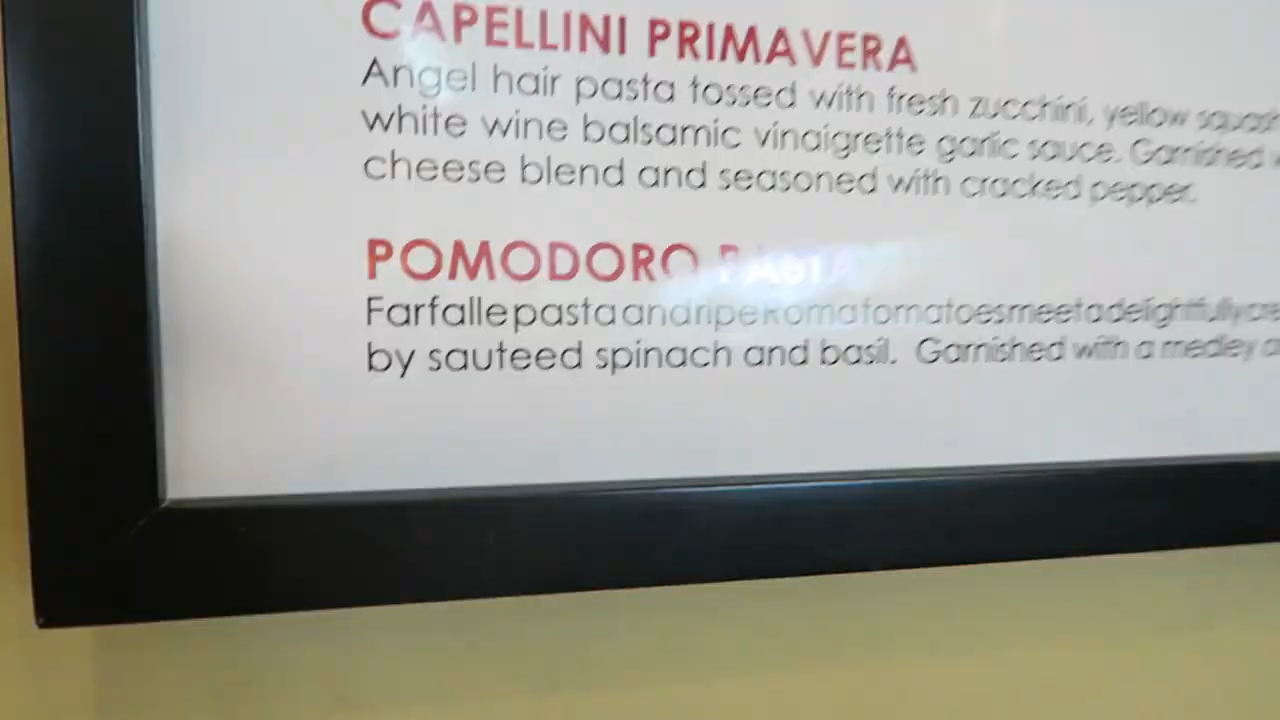 CAPELLINI PRIMAVERA
Angel hair pasta tossed with fresh zucchini, yellow squash
white wine balsamic vinaigrette garlic sauce. Garnished
cheese blend and seasoned with cracked pepper.
POMODORO PASTA
Farfalle pasta and ripe Roma tomatoes meet a delightfully
by sauteed spinach and basil. Garnished with a medley